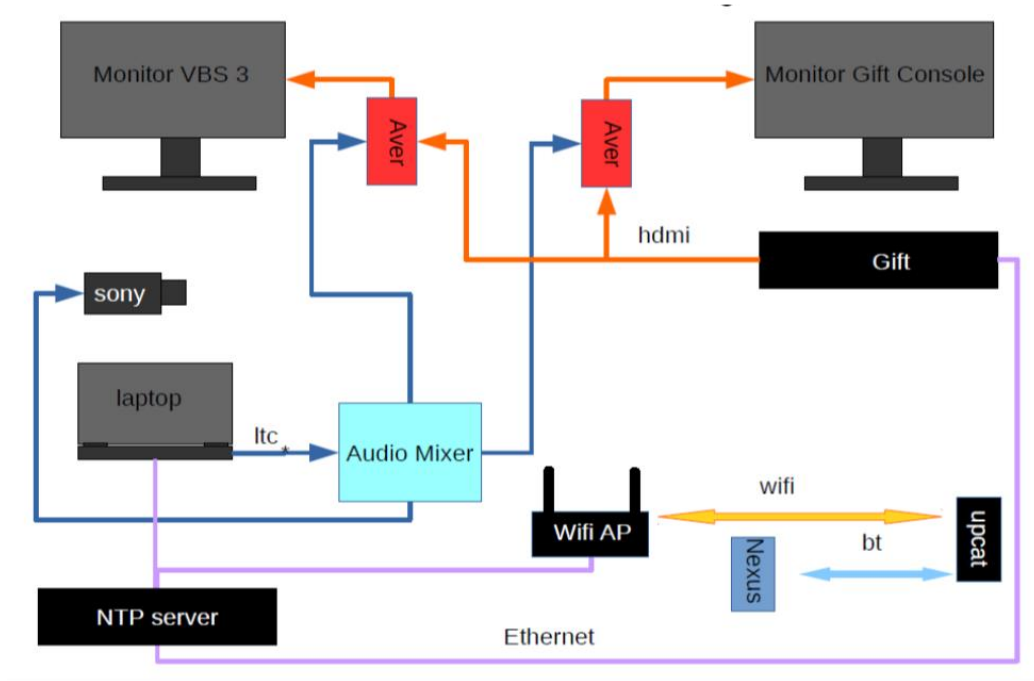 Monitor VBS 3
Aver
Aver
Monitor Gift Console
hdmi
Gift
sony
laptop
ltc
*
Audio Mixer
wifi
Wifi AP
upcat
bt
Nexus
NTP server
Ethernet